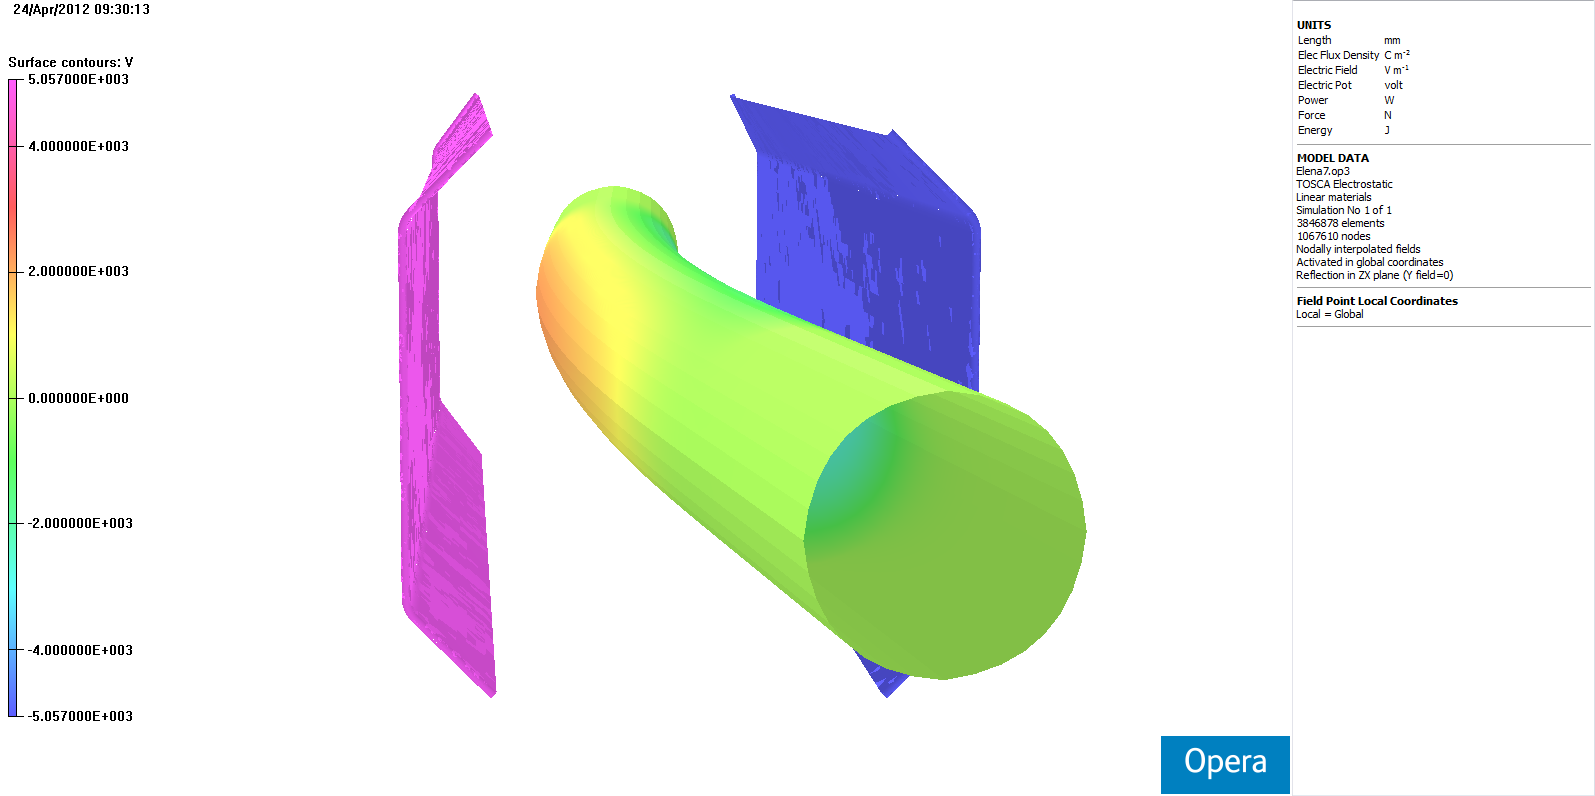 24/Apr/2012 09:30:13
Surface contours: V
5.057000E+003
4.000000E+003
2.000000E+003
0.000000E+000
-2.000000E+003
-4.000000E+003
-5.057000E+003
UNITS
Length mm
Elec Flux Density C m⁻²
Electric Field V m⁻¹
Electric Pot volt
Power W
Force N
Energy J
MODEL DATA
Elena7.op3
TOSCA Electrostatic
Linear materials
Simulation No 1 of 1
3846878 elements
1067610 nodes
Nodally interpolated fields
Activated in global coordinates
Reflection in ZX plane (Y field=0)
Field Point Local Coordinates
Local = Global
Opera